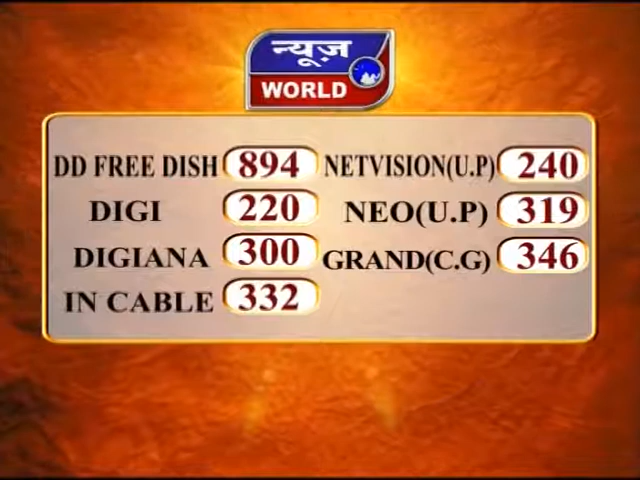 न्यूज़
WORLD
DD FREE DISH 894 NETVISION(U.P) 240
DIGI 220 NEO(U.P) 319
DIGIANA 300 GRAND(C.G) 346
IN CABLE 332